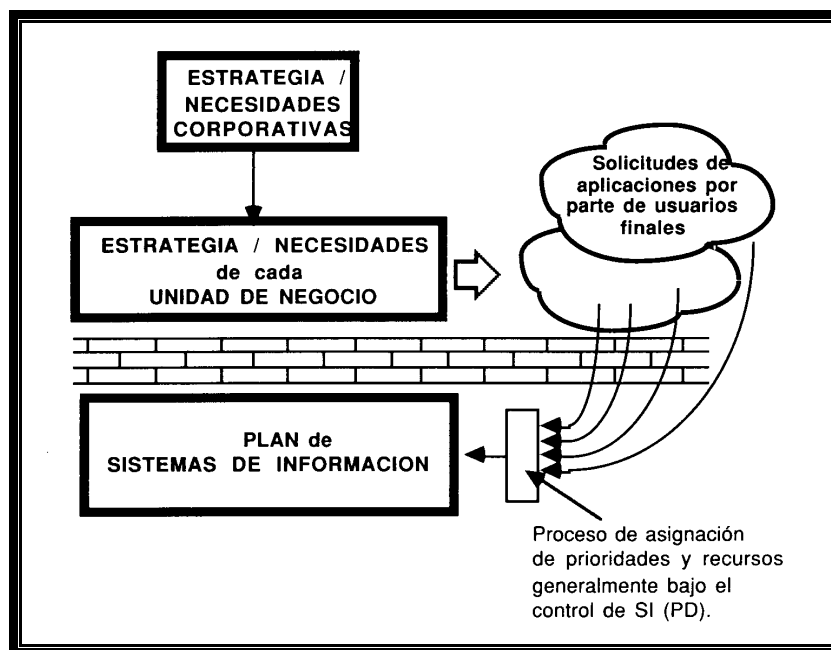 ESTRATEGIA /
NECESIDADES
CORPORATIVAS
ESTRATEGIA / NECESIDADES
de cada
UNIDAD DE NEGOCIO
Solicitudes de
aplicaciones por
parte de usuarios
finales
PLAN de
SISTEMAS DE INFORMACION
Proceso de asignación
de prioridades y recursos
generalmente bajo el
control de SI (PD).